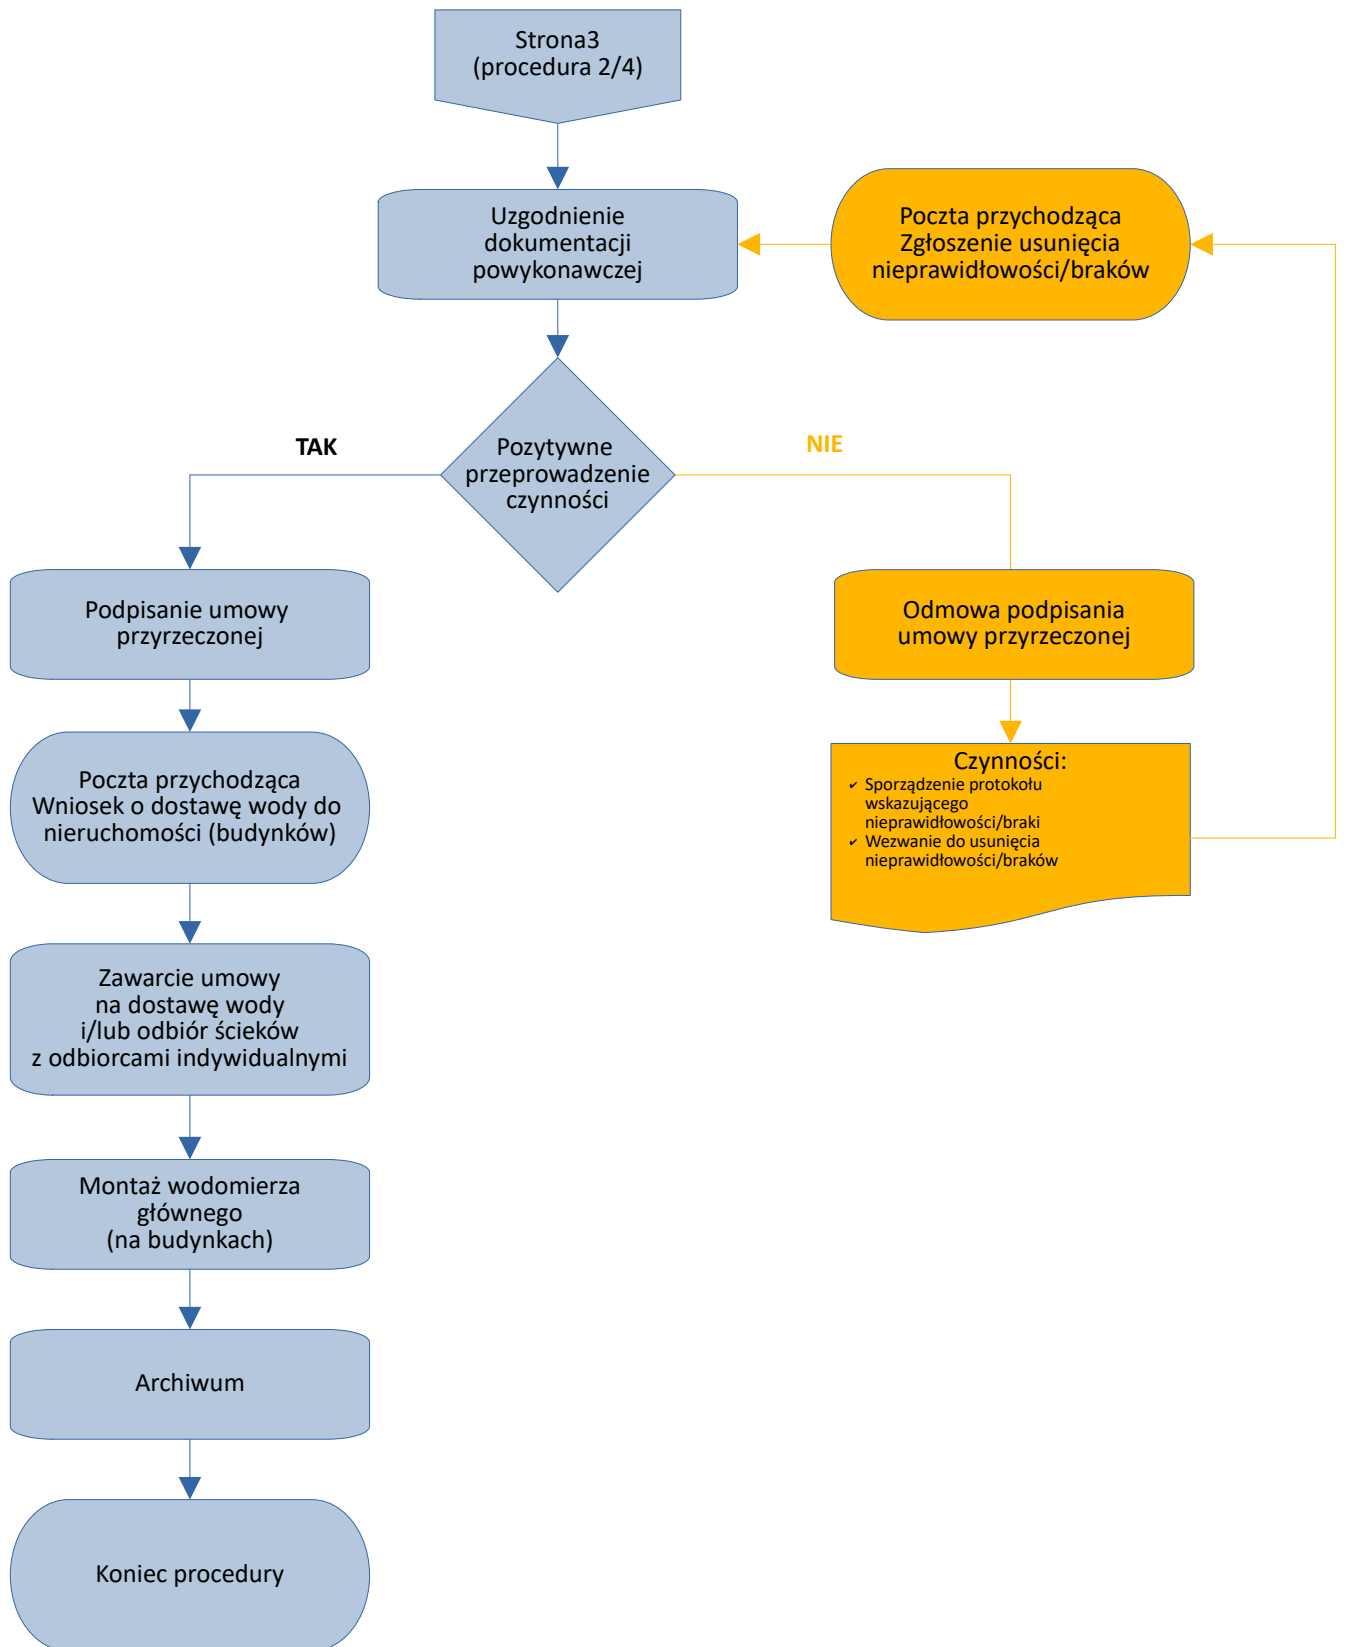 Strona3
(procedura 2/4)
Uzgodnienie
dokumentacji
powykonawczej
Poczta przychodząca
Zgłoszenie usunięcia
nieprawidłowości/braków
Pozytywne
przeprowadzenie
czynności
TAK
NIE
Podpisanie umowy
przyrzeczonej
Odmowa podpisania
umowy przyrzeczonej
Poczta przychodząca
Wniosek o dostawę wody do
nieruchomości (budynków)
Czynności:
✔ Sporządzenie protokołu
wskazującego
nieprawidłowości/braki
✔ Wezwanie do usunięcia
nieprawidłowości/braków
Zawarcie umowy
na dostawę wody
i/lub odbiór ścieków
z odbiorcami indywidualnymi
Montaż wodomierza
głównego
(na budynkach)
Archiwum
Koniec procedury